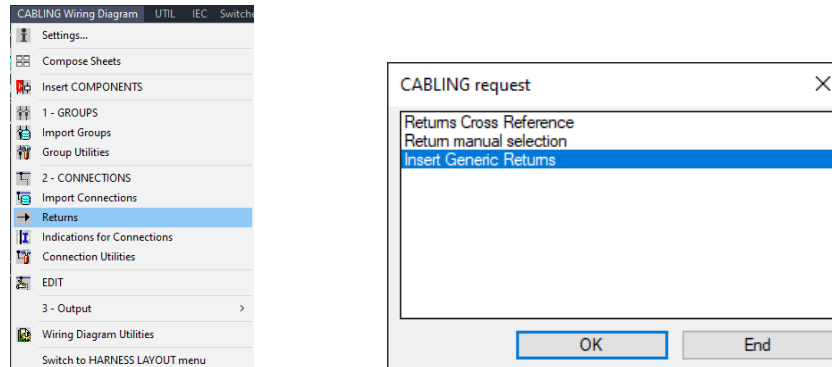 CABLING Wiring Diagram UTIL IEC
Settings...
Compose Sheets
Insert COMPONENTS
1 - GROUPS
Import Groups
Group Utilities
2 - CONNECTIONS
Import Connections
Returns
Indications for Connections
Connection Utilities
EDIT
3 - Output
Wiring Diagram Utilities
Switch to HARNESS LAYOUT menu
CABLING request
Returns Cross Reference
Return manual selection
Insert Generic Returns
OK End